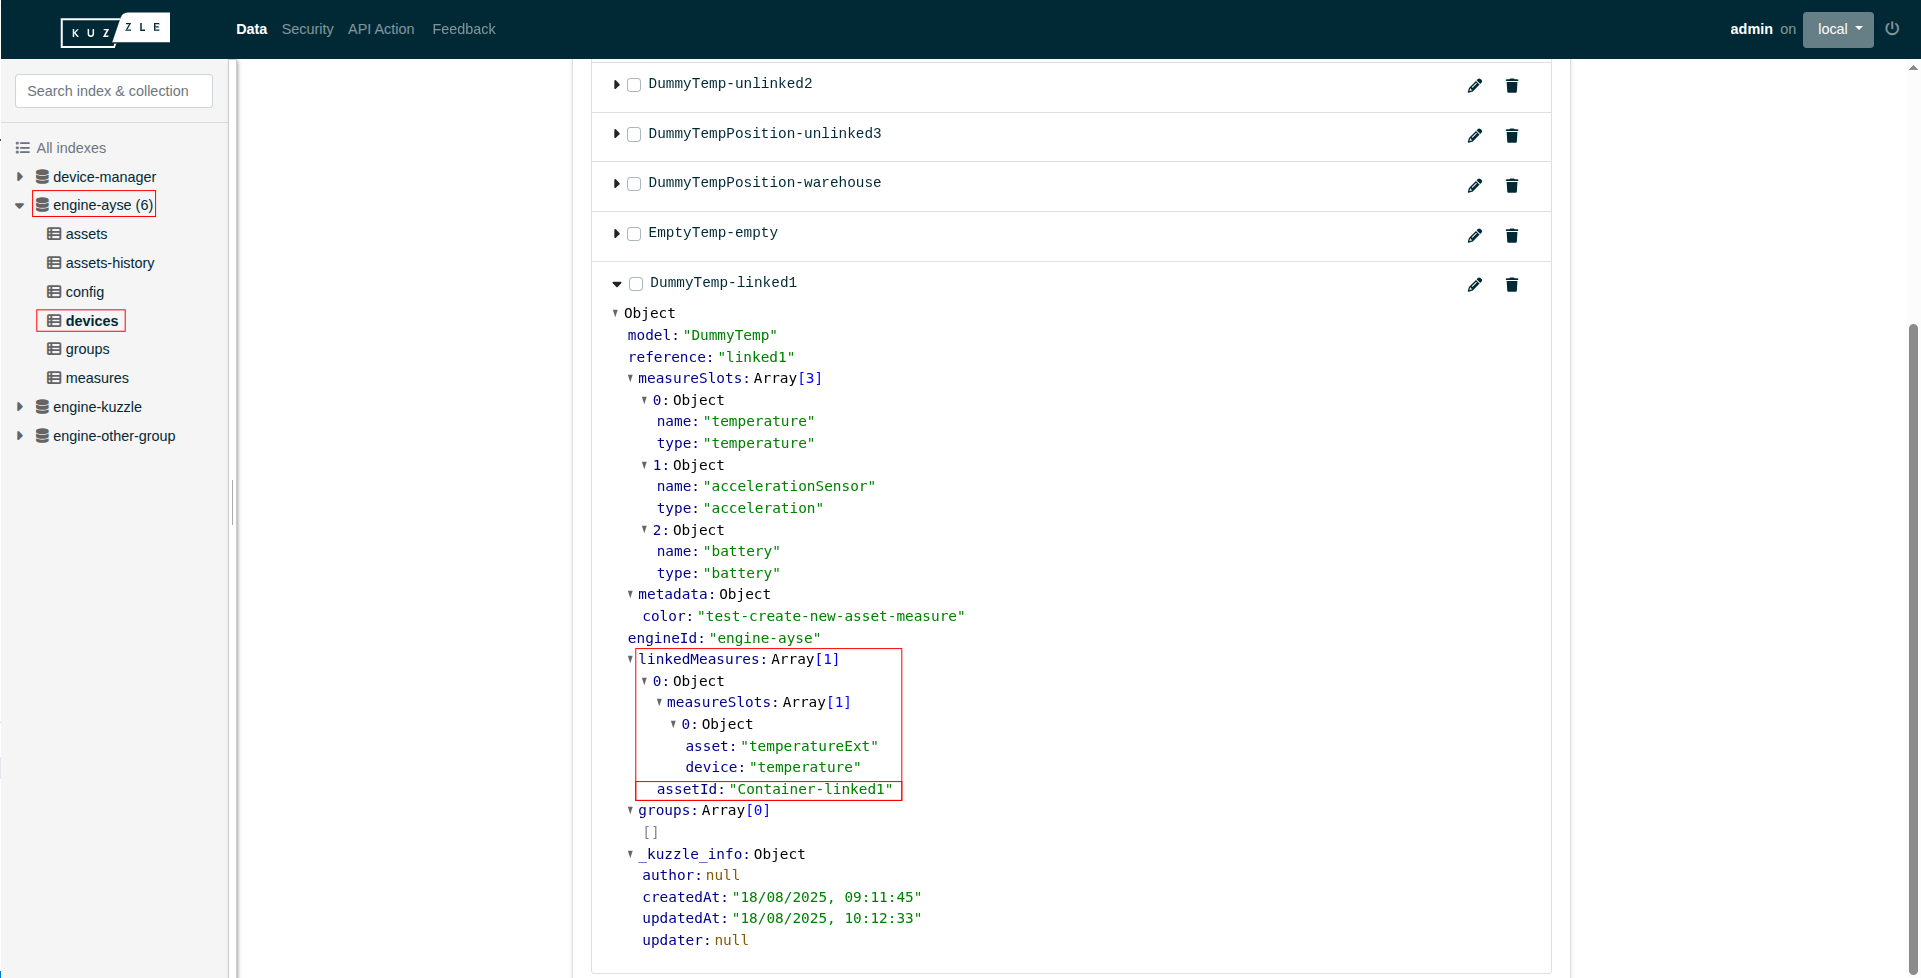 KUZZLE
Data Security API Action Feedback
admin on local
Search index & collection
All indexes
device-manager
engine-ayse (6)
assets
assets-history
config
devices
groups
measures
engine-kuzzle
engine-other-group
DummyTemp-unlinked2
DummyTempPosition-unlinked3
DummyTempPosition-warehouse
EmptyTemp-empty
DummyTemp-linked1
Object
model: "DummyTemp"
reference: "linked1"
measureSlots: Array[3]
0: Object
name: "temperature"
type: "temperature"
1: Object
name: "accelerationSensor"
type: "acceleration"
2: Object
name: "battery"
type: "battery"
metadata: Object
color: "test-create-new-asset-measure"
engineId: "engine-ayse"
linkedMeasures: Array[1]
0: Object
measureSlots: Array[1]
0: Object
asset: "temperatureExt"
device: "temperature"
assetId: "Container-linked1"
groups: Array[0]
[]
_kuzzle_info: Object
author: null
createdAt: "18/08/2025, 09:11:45"
updatedAt: "18/08/2025, 10:12:33"
updater: null